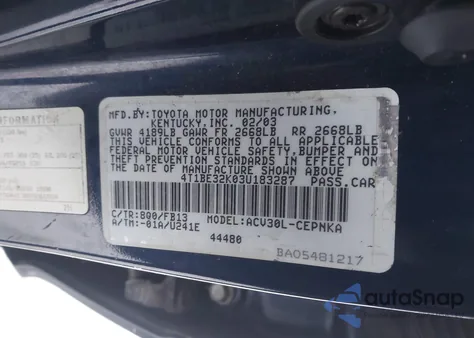 FORMATION
MFD.BY: TOYOTA MOTOR MANUFACTURING,
KENTUCKY, INC. 02/03
GVWR 4189LB GAWR FR 2668LB RR 2668LB
THIS VEHICLE CONFORMS TO ALL APPLICABLE
FEDERAL MOTOR VEHICLE SAFETY, BUMPER, AND
THEFT PREVENTION STANDARDS IN EFFECT ON
THE DATE OF MANUFACTURE SHOWN ABOVE.
4T1BE32K03U183287 PASS.CAR
C/TR: 8Q0/FB13 MODEL: ACV30L-CEPNKA
A/TM:-01A/U241E
44480
BA05481217
autoSnap